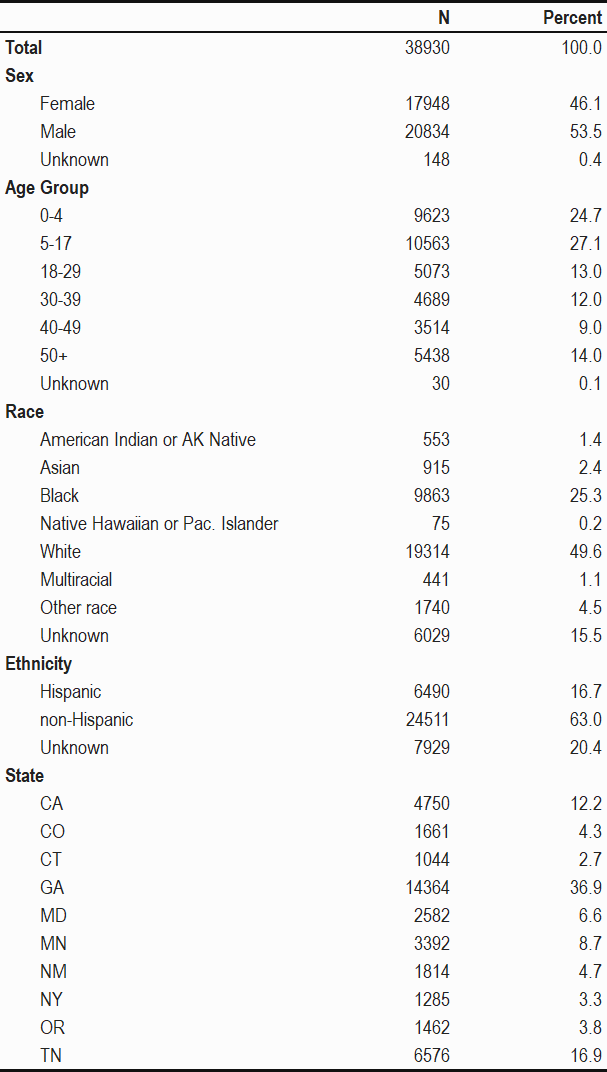 N Percent
Total 38930 100.0
Sex
Female 17948 46.1
Male 20834 53.5
Unknown 148 0.4
Age Group
0-4 9623 24.7
5-17 10563 27.1
18-29 5073 13.0
30-39 4689 12.0
40-49 3514 9.0
50+ 5438 14.0
Unknown 30 0.1
Race
American Indian or AK Native 553 1.4
Asian 915 2.4
Black 9863 25.3
Native Hawaiian or Pac. Islander 75 0.2
White 19314 49.6
Multiracial 441 1.1
Other race 1740 4.5
Unknown 6029 15.5
Ethnicity
Hispanic 6490 16.7
non-Hispanic 24511 63.0
Unknown 7929 20.4
State
CA 4750 12.2
CO 1661 4.3
CT 1044 2.7
GA 14364 36.9
MD 2582 6.6
MN 3392 8.7
NM 1814 4.7
NY 1285 3.3
OR 1462 3.8
TN 6576 16.9